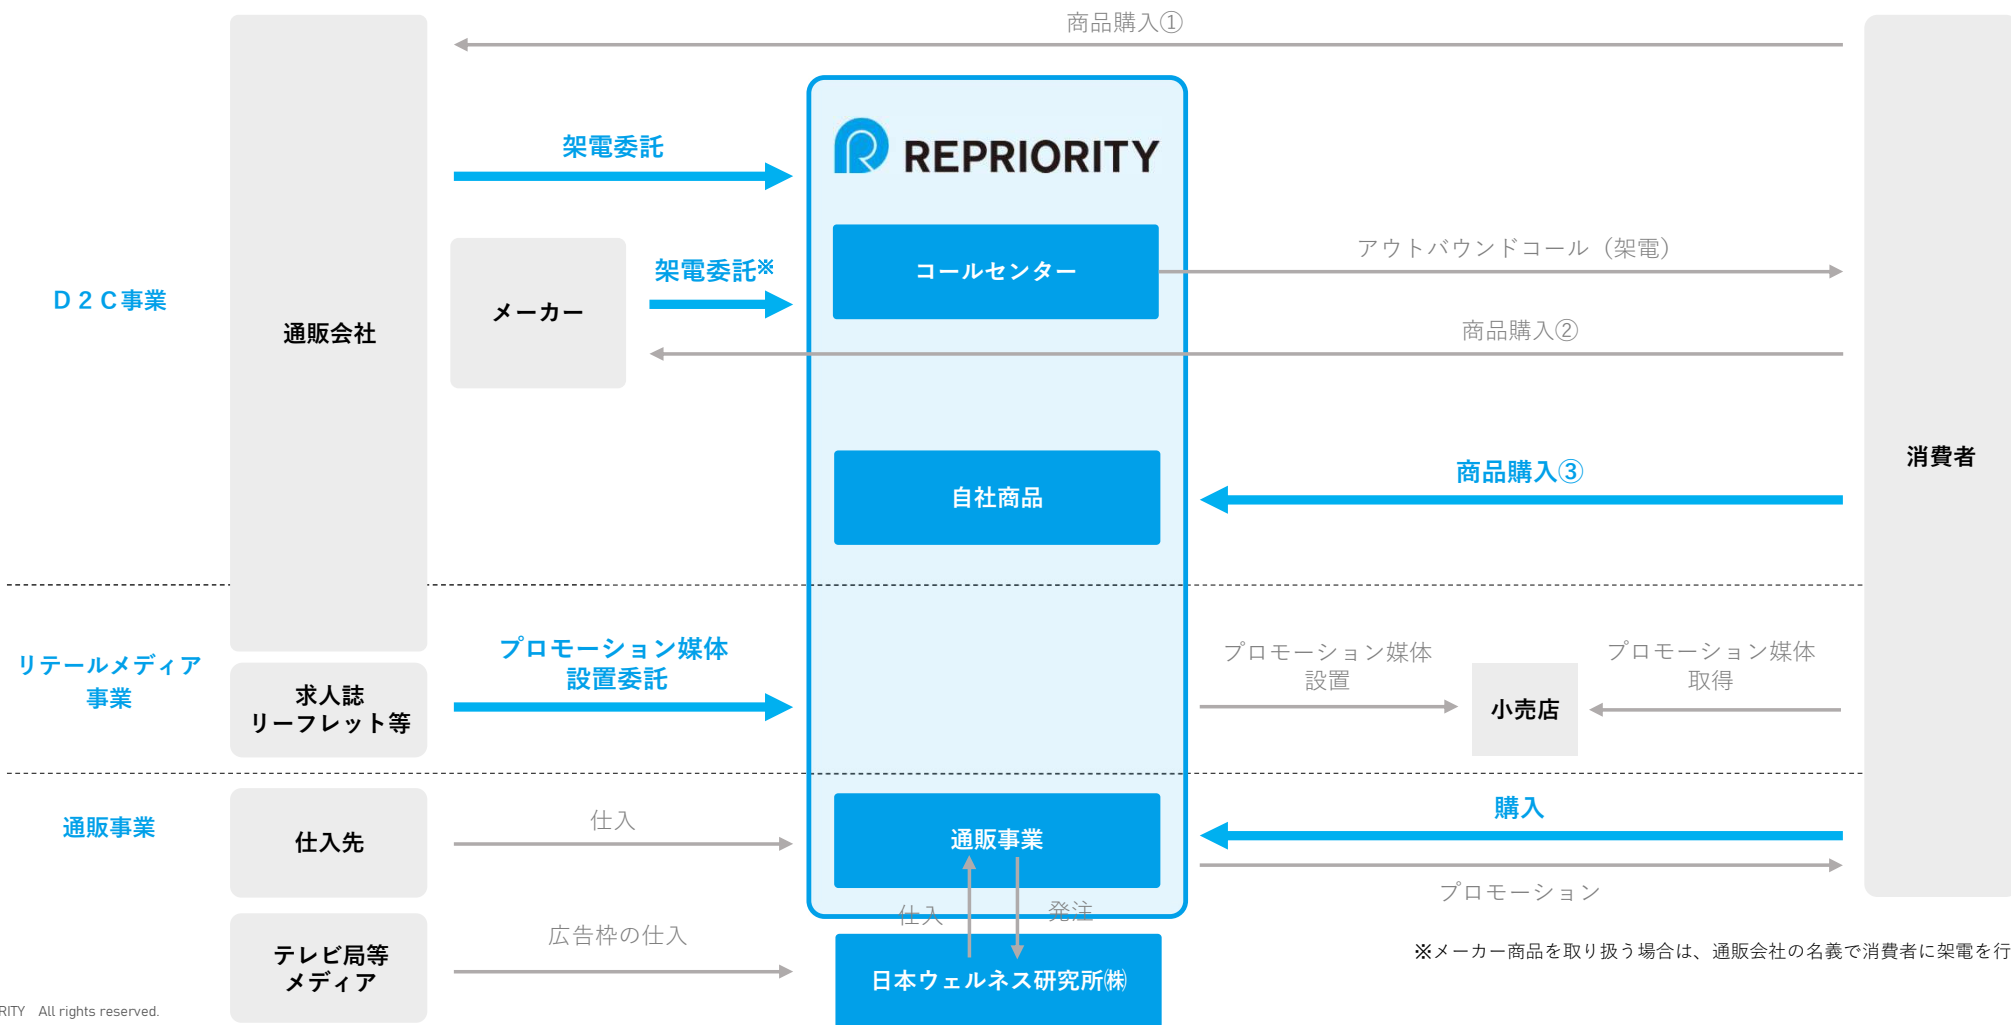 商品購入①
REPRIORITY
架電委託
コールセンター
アウトバウンドコール（架電）
架電委託※
メーカー
D2C事業
通販会社
商品購入②
消費者
商品購入③
自社商品
プロモーション媒体
設置委託
プロモーション媒体
設置
プロモーション媒体
取得
リテールメディア
事業
求人誌
リーフレット等
小売店
購入
通販事業
仕入先
仕入
通販事業
プロモーション
仕入
発注
広告枠の仕入
テレビ局等
メディア
日本ウェルネス研究所㈱
※メーカー商品を取り扱う場合は、通販会社の名義で消費者に架電を行
RITY All rights reserved.